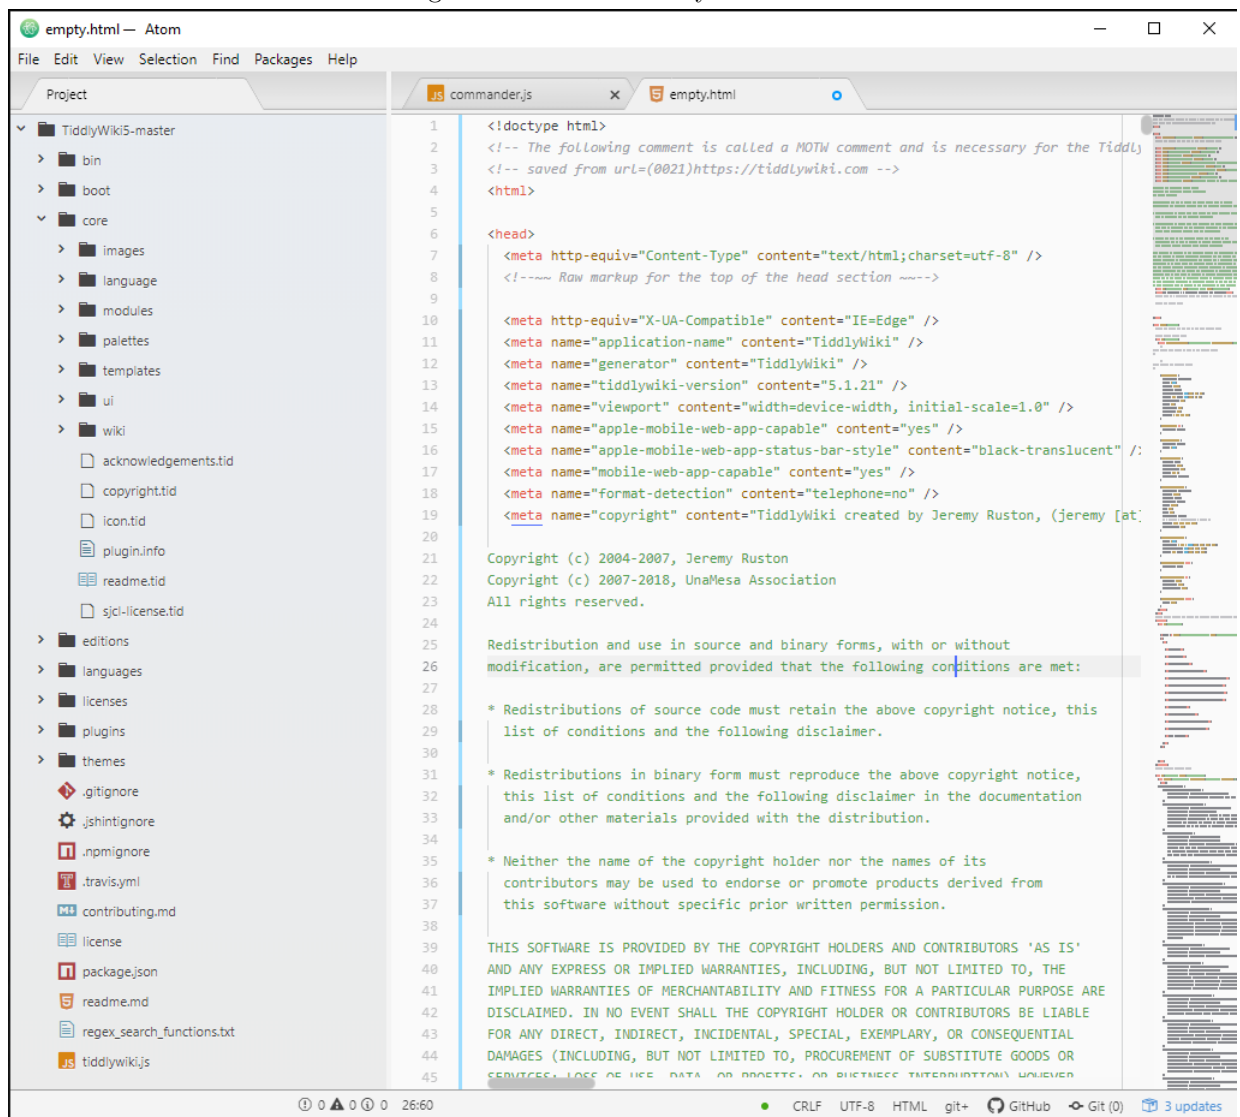 empty.html — Atom
File Edit View Selection Find Packages Help
Project
TiddlyWiki5-master
bin
boot
core
images
language
modules
palettes
templates
ui
wiki
acknowledgements.tid
copyright.tid
icon.tid
plugin.info
readme.tid
sjcl-license.tid
editions
languages
licenses
plugins
themes
.gitignore
.jshintignore
.npmignore
.travis.yml
contributing.md
license
package.json
readme.md
regex_search_functions.txt
tiddlywiki.js
commander.js
empty.html
1 <!doctype html>
2 <!-- The following comment is called a MOTW comment and is necessary for the Tiddly
3 <!-- saved from url=(0021)https://tiddlywiki.com -->
4 <html>
5
6 <head>
7 <meta http-equiv="Content-Type" content="text/html;charset=utf-8" />
8 <!--~~ Raw markup for the top of the head section ~~-->
9
10 <meta http-equiv="X-UA-Compatible" content="IE=Edge" />
11 <meta name="application-name" content="TiddlyWiki" />
12 <meta name="generator" content="TiddlyWiki" />
13 <meta name="tiddlywiki-version" content="5.1.21" />
14 <meta name="viewport" content="width=device-width, initial-scale=1.0" />
15 <meta name="apple-mobile-web-app-capable" content="yes" />
16 <meta name="apple-mobile-web-app-status-bar-style" content="black-translucent" />
17 <meta name="mobile-web-app-capable" content="yes" />
18 <meta name="format-detection" content="telephone=no" />
19 <meta name="copyright" content="TiddlyWiki created by Jeremy Ruston, (jeremy [at]
20
21 Copyright (c) 2004-2007, Jeremy Ruston
22 Copyright (c) 2007-2018, UnaMesa Association
23 All rights reserved.
24
25 Redistribution and use in source and binary forms, with or without
26 modification, are permitted provided that the following conditions are met:
27
28 * Redistributions of source code must retain the above copyright notice, this
29 list of conditions and the following disclaimer.
30
31 * Redistributions in binary form must reproduce the above copyright notice,
32 this list of conditions and the following disclaimer in the documentation
33 and/or other materials provided with the distribution.
34
35 * Neither the name of the copyright holder nor the names of its
36 contributors may be used to endorse or promote products derived from
37 this software without specific prior written permission.
38
39 THIS SOFTWARE IS PROVIDED BY THE COPYRIGHT HOLDERS AND CONTRIBUTORS 'AS IS'
40 AND ANY EXPRESS OR IMPLIED WARRANTIES, INCLUDING, BUT NOT LIMITED TO, THE
41 IMPLIED WARRANTIES OF MERCHANTABILITY AND FITNESS FOR A PARTICULAR PURPOSE ARE
42 DISCLAIMED. IN NO EVENT SHALL THE COPYRIGHT HOLDER OR CONTRIBUTORS BE LIABLE
43 FOR ANY DIRECT, INDIRECT, INCIDENTAL, SPECIAL, EXEMPLARY, OR CONSEQUENTIAL
44 DAMAGES (INCLUDING, BUT NOT LIMITED TO, PROCUREMENT OF SUBSTITUTE GOODS OR
45 SERVICES; LOSS OF USE, DATA, OR PROFITS; OR BUSINESS INTERRUPTION) HOWEVER
0 0 0 26:60 CRLF UTF-8 HTML git+ GitHub Git (0) 3 updates